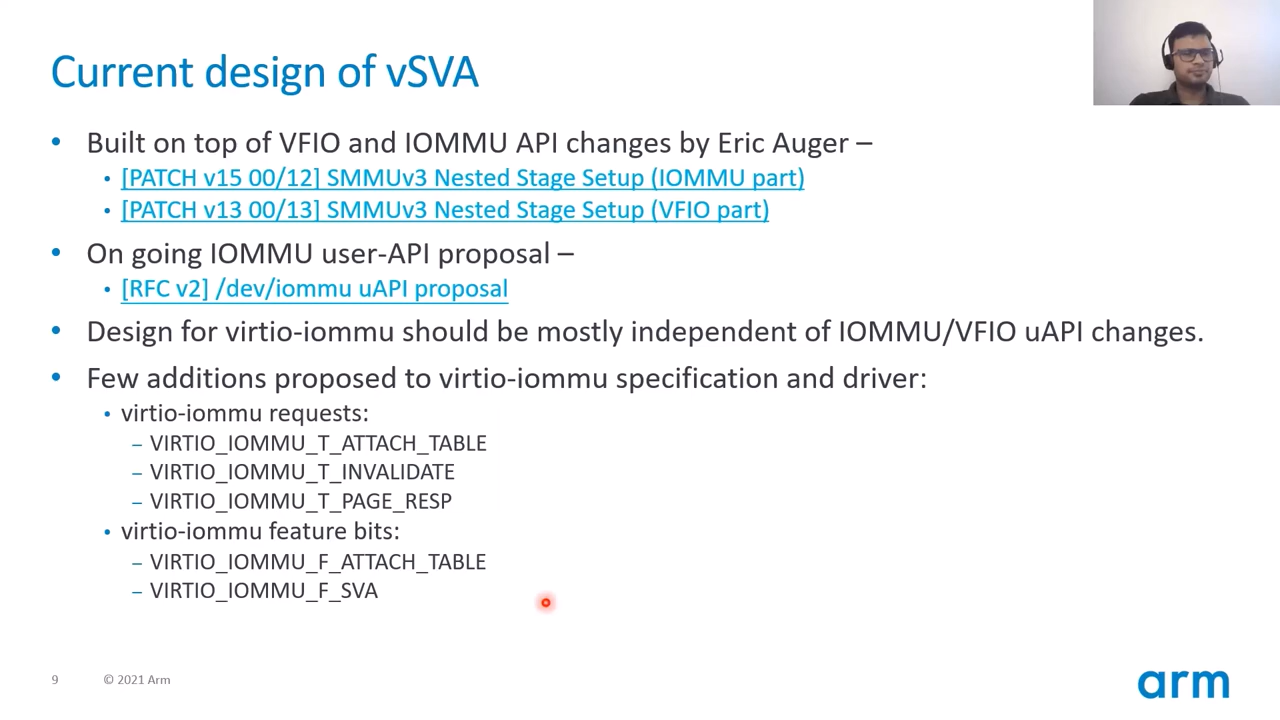 Current design of vSVA
• Built on top of VFIO and IOMMU API changes by Eric Auger –
• [PATCH v15 00/12] SMMUv3 Nested Stage Setup (IOMMU part)
• [PATCH v13 00/13] SMMUv3 Nested Stage Setup (VFIO part)
• On going IOMMU user-API proposal –
• [RFC v2] /dev/iommu uAPI proposal
• Design for virtio-iommu should be mostly independent of IOMMU/VFIO uAPI changes.
• Few additions proposed to virtio-iommu specification and driver:
• virtio-iommu requests:
– VIRTIO_IOMMU_T_ATTACH_TABLE
– VIRTIO_IOMMU_T_INVALIDATE
– VIRTIO_IOMMU_T_PAGE_RESP
• virtio-iommu feature bits:
– VIRTIO_IOMMU_F_ATTACH_TABLE
– VIRTIO_IOMMU_F_SVA
9 © 2021 Arm
arm